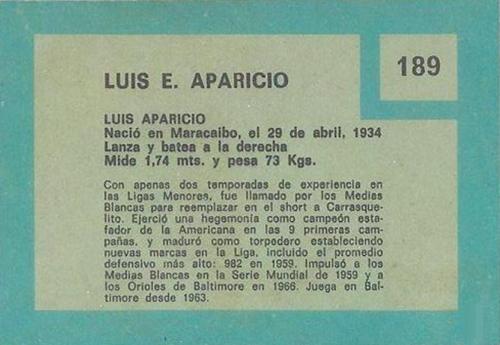 189
LUIS E. APARICIO
LUIS APARICIO
Nació en Maracaibo, el 29 de abril, 1934
Lanza y batea a la derecha
Mide 1,74 mts. y pesa 73 Kgs.
Con apenas dos temporadas de experiencia en
las Ligas Menores, fue llamado por los Medias
Blancas para reemplazar en el short a Carrasque-
lito. Ejerció una hegemonía como campeón esta-
fador de la Americana en las 9 primeras cam-
pañas, y maduró como torpedero estableciendo
nuevas marcas en la Liga, incluido el promedio
defensivo más alto: 982 en 1959. Impulsó a los
Medias Blancas en la Serie Mundial de 1959 y a
los Orioles de Baltimore en 1966. Juega en Bal-
timore desde 1963.